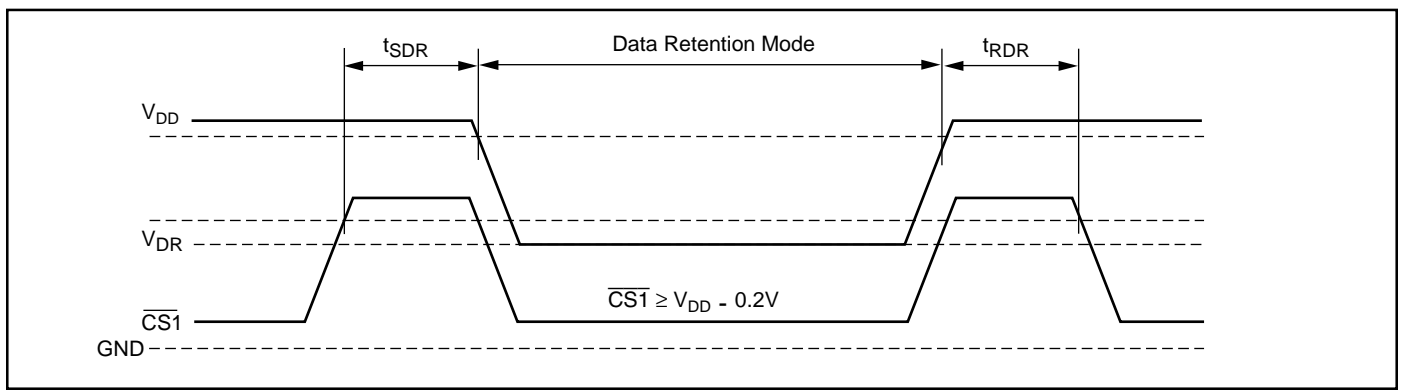 tSDR Data Retention Mode tRDR
VDD
VDR
CS1 ≥ VDD - 0.2V
CS1
GND